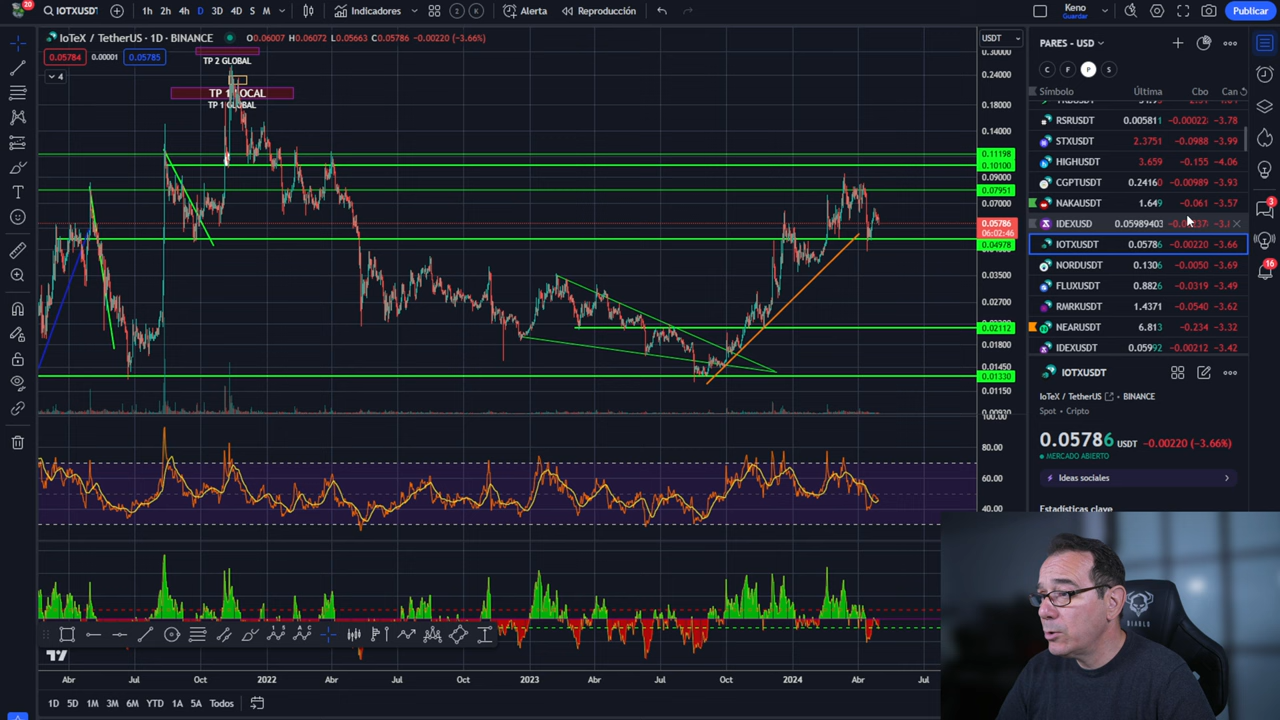 20 IOTXUSDT 1h 2h 4h D 3D 4D S M Indicadores 2 K Alerta Reproducción Keno Guardar Publicar
IoTeX / TetherUS · 1D · BINANCE O0.06007 H0.06072 L0.05663 C0.05786 −0.00220 (−3.66%) USDT
0.05784 0.00001 0.05785
4
TP 2 GLOBAL
TP 1 LOCAL
TP 1 GLOBAL
0.30000
0.24000
0.18000
0.14000
0.11198
0.10100
0.09000
0.07951
0.07000
0.05786
06:02:46
0.04978
0.03500
0.02700
0.02112
0.01800
0.01330
0.01150
0.00930
100.00
80.00
60.00
40.00
Abr Jul Oct 2022 Abr Jul Oct 2023 Abr Jul Oct 2024 Abr Jul
1D 5D 1M 3M 6M YTD 1A 5A Todos
PARES - USD
C F P S
Símbolo Última Cbo Can
RSRUSDT 0.005811 −0.00022 −3.78
STXUSDT 2.3751 −0.0988 −3.99
HIGHUSDT 3.659 −0.155 −4.06
CGPTUSDT 0.24160 −0.00989 −3.93
NAKAUSDT 1.649 −0.061 −3.57
IDEXUSD 0.05989403
IOTXUSDT 0.05786 −0.00220 −3.66
NORDUSDT 0.1306 −0.0050 −3.69
FLUXUSDT 0.8826 −0.0319 −3.49
RMRKUSDT 1.4371 −0.0540 −3.62
NEARUSDT 6.813 −0.234 −3.32
IDEXUSDT 0.05992 −0.00212 −3.42
3
16
IOTXUSDT
IoTeX / TetherUS · BINANCE
Spot • Cripto
0.05786 USDT −0.00220 (−3.66%)
MERCADO ABIERTO
Ideas sociales
Estadísticas clave
DIABLO